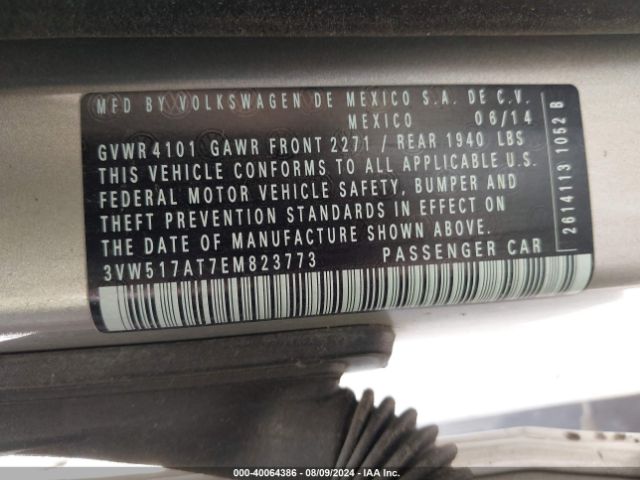 MFD BY VOLKSWAGEN DE MEXICO S.A. DE C.V.
MEXICO 06/14
GVWR 4101 GAWR FRONT 2271 / REAR 1940 LBS
THIS VEHICLE CONFORMS TO ALL APPLICABLE U.S.
FEDERAL MOTOR VEHICLE SAFETY, BUMPER AND
THEFT PREVENTION STANDARDS IN EFFECT ON
THE DATE OF MANUFACTURE SHOWN ABOVE.
3VW517AT7EM823773 PASSENGER CAR
2614113 1052 B
000-40064386 - 08/09/2024 - IAA Inc.